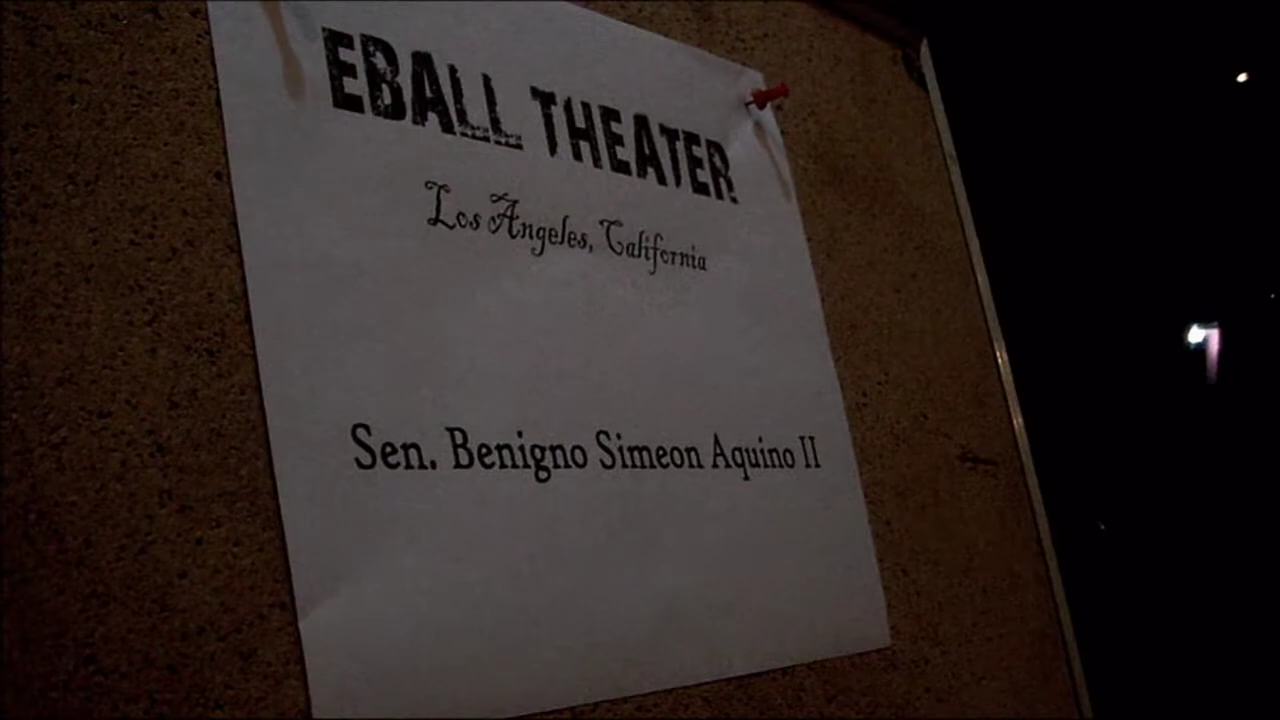 EBALL THEATER
Los Angeles, California
Sen. Benigno Simeon Aquino II